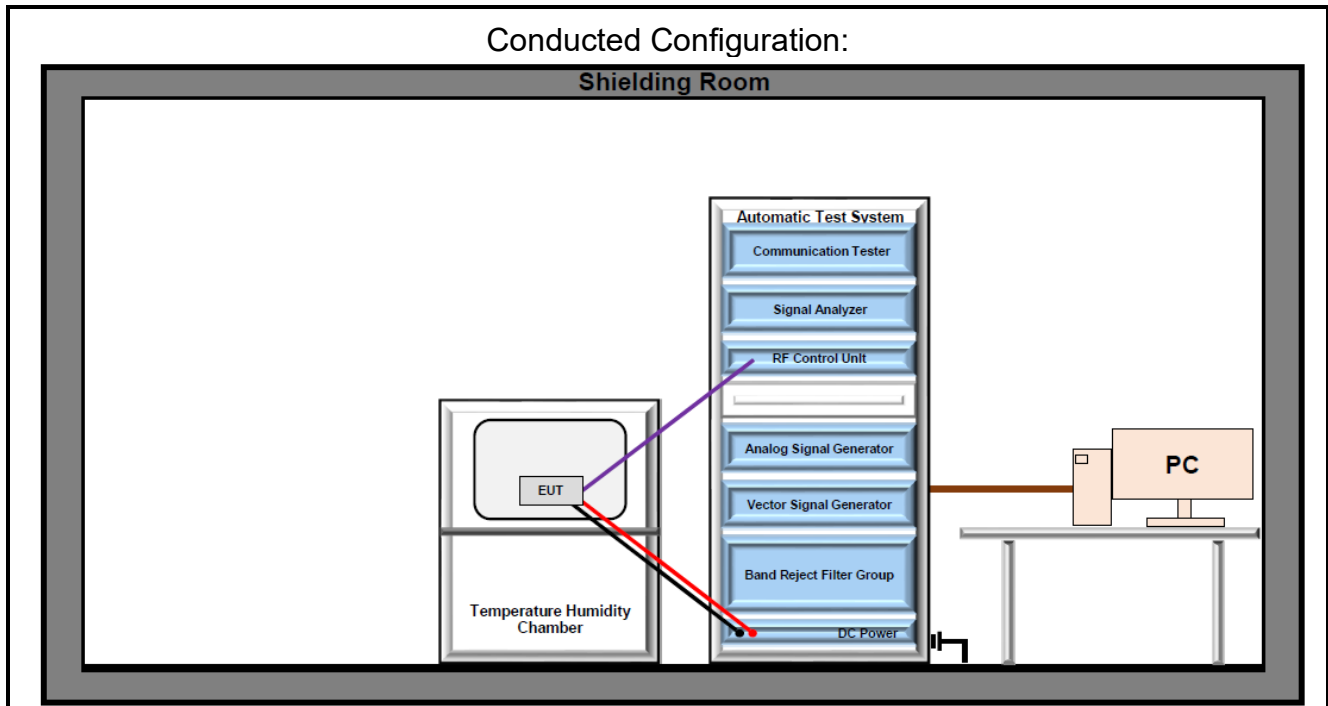 Conducted Configuration:
Shielding Room
Automatic Test System
Communication Tester
Signal Analyzer
RF Control Unit
Analog Signal Generator
Vector Signal Generator
Band Reject Filter Group
DC Power
EUT
Temperature Humidity
Chamber
PC